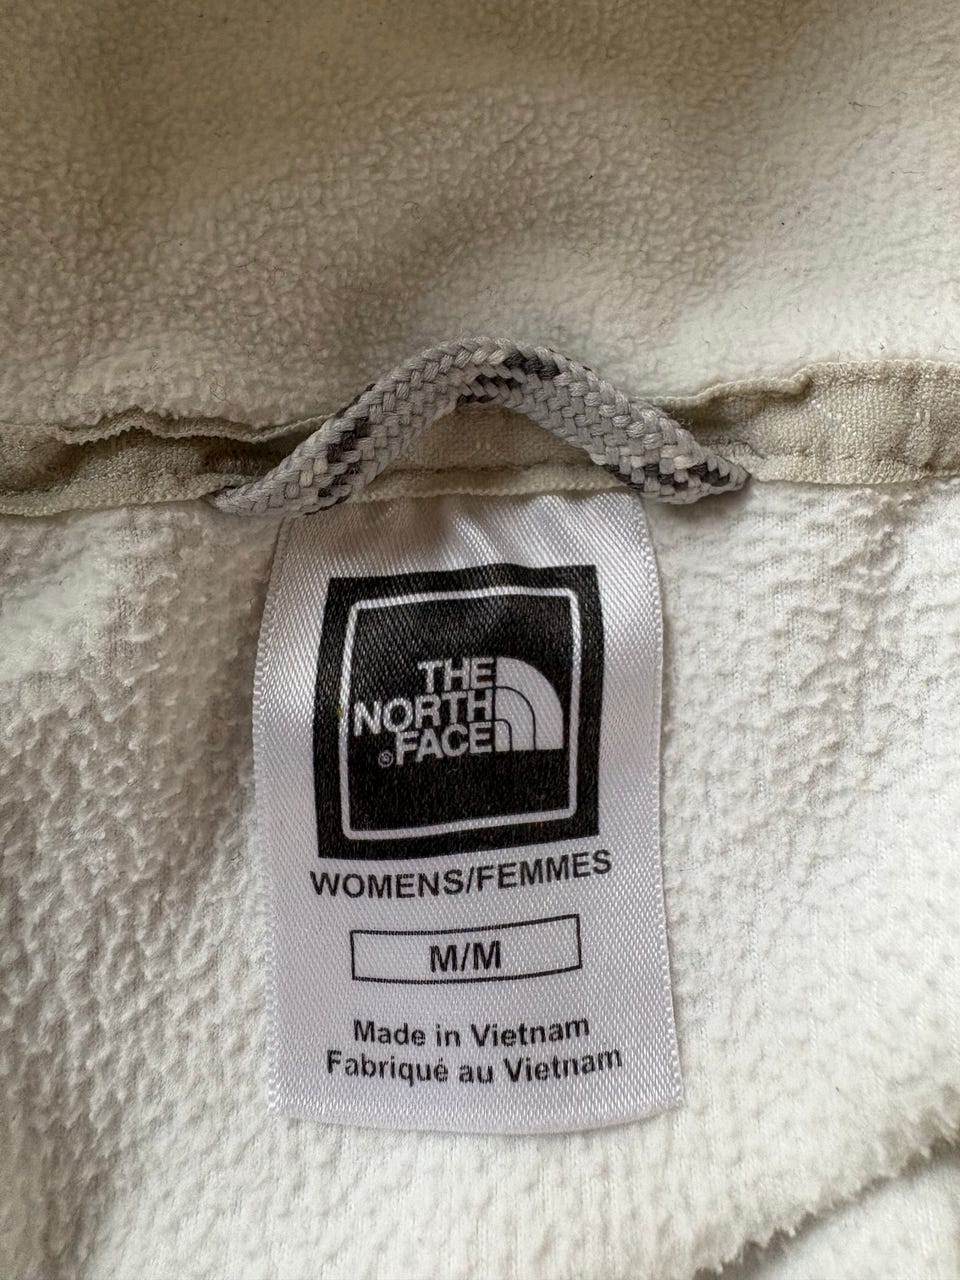 THE
NORTH
FACE®
WOMENS/FEMMES
M/M
Made in Vietnam
Fabriqué au Vietnam